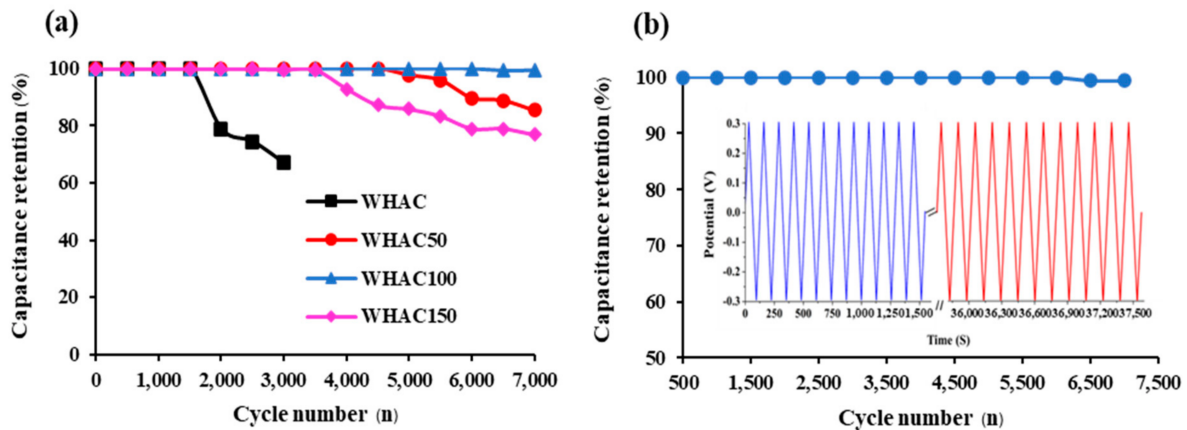 (a)
Capacitance retention (%)
100
80
60
40
20
0
WHAC
WHAC50
WHAC100
WHAC150
0 1,000 2,000 3,000 4,000 5,000 6,000 7,000
Cycle number (n)
(b)
Capacitance retention (%)
100
90
80
70
60
50
Potential (V)
0.3
0.2
0.1
0.0
-0.1
-0.2
-0.3
0 250 500 750 1,000 1,250 1,500 // 36,000 36,300 36,600 36,900 37,200 37,500
Time (S)
500 1,500 2,500 3,500 4,500 5,500 6,500 7,500
Cycle number (n)